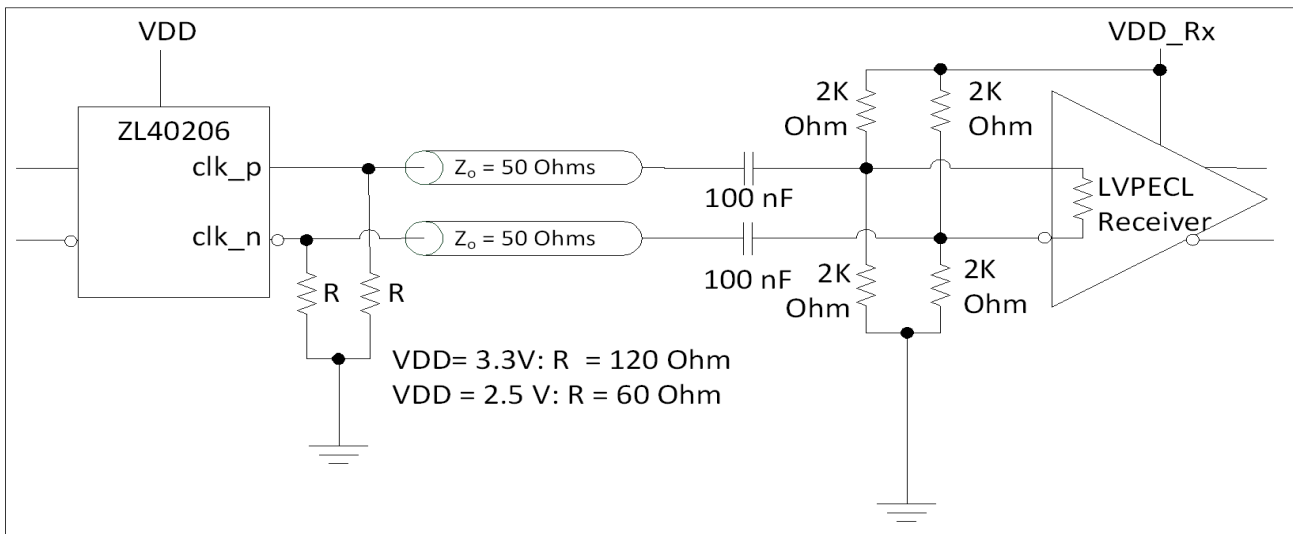 VDD
VDD_Rx
ZL40206
clk_p
clk_n
Zo = 50 Ohms
Zo = 50 Ohms
100 nF
100 nF
2K
Ohm
2K
Ohm
2K
Ohm
2K
Ohm
LVPECL
Receiver
R
R
VDD= 3.3V: R = 120 Ohm
VDD = 2.5 V: R = 60 Ohm